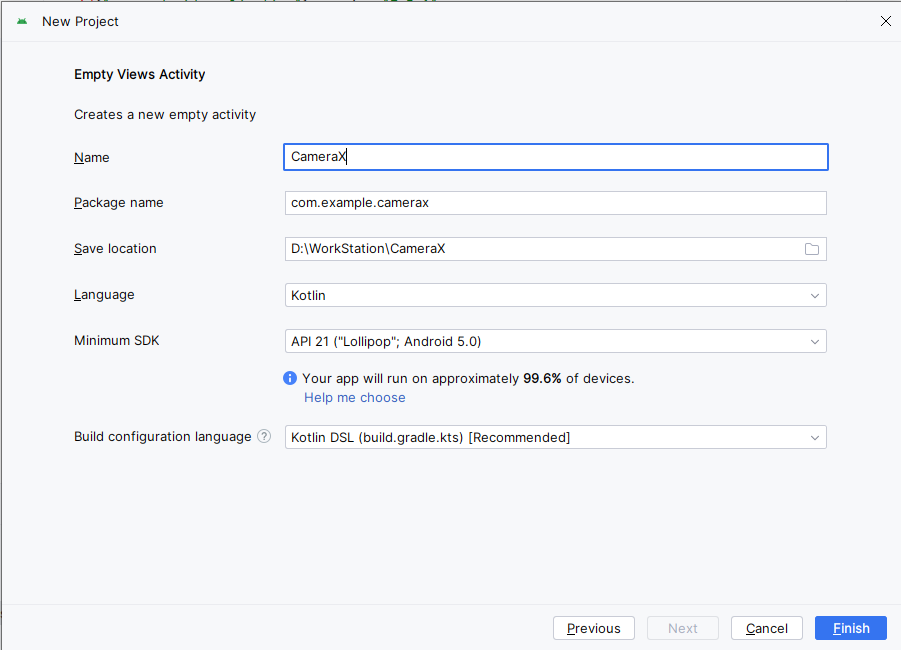 New Project
Empty Views Activity
Creates a new empty activity
Name CameraX
Package name com.example.camerax
Save location D:\WorkStation\CameraX
Language Kotlin
Minimum SDK API 21 ("Lollipop"; Android 5.0)
Your app will run on approximately 99.6% of devices.
Help me choose
Build configuration language ? Kotlin DSL (build.gradle.kts) [Recommended]
Previous Next Cancel Finish